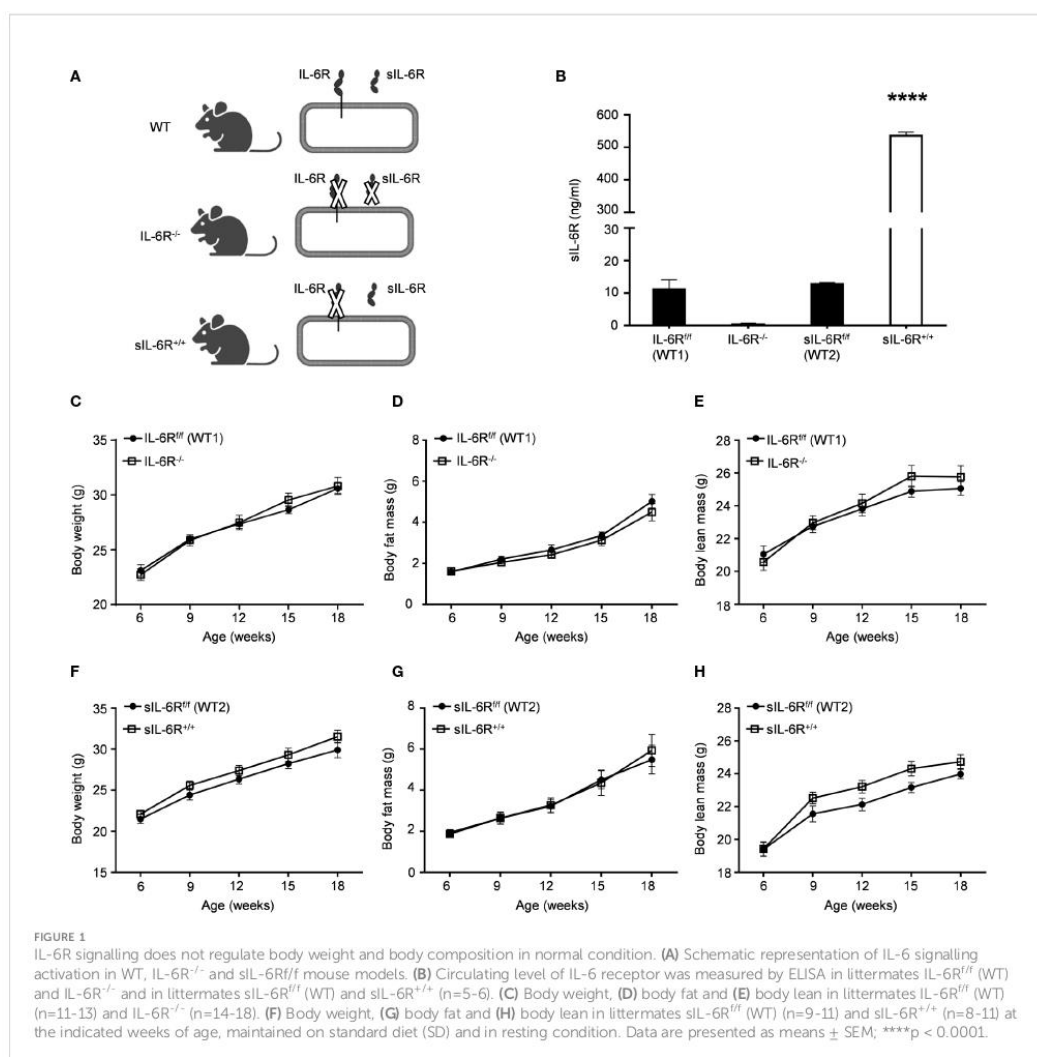 A
IL-6R
sIL-6R
WT
IL-6R
sIL-6R
IL-6R-/-
IL-6R
sIL-6R
sIL-6R+/+
B
****
600
500
400
300
30
20
10
0
sIL-6R (ng/ml)
IL-6Rf/f
(WT1)
IL-6R-/-
sIL-6Rf/f
(WT2)
sIL-6R+/+
C
IL-6Rf/f (WT1)
IL-6R-/-
35
30
25
20
Body weight (g)
6 9 12 15 18
Age (weeks)
D
IL-6Rf/f (WT1)
IL-6R-/-
8
6
4
2
0
Body fat mass (g)
6 9 12 15 18
Age (weeks)
E
IL-6Rf/f (WT1)
IL-6R-/-
28
26
24
22
20
18
Body lean mass (g)
6 9 12 15 18
Age (weeks)
F
sIL-6Rf/f (WT2)
sIL-6R+/+
35
30
25
20
15
Body weight (g)
6 9 12 15 18
Age (weeks)
G
sIL-6Rf/f (WT2)
sIL-6R+/+
8
6
4
2
0
Body fat mass (g)
6 9 12 15 18
Age (weeks)
H
sIL-6Rf/f (WT2)
sIL-6R+/+
28
26
24
22
20
18
Body lean mass (g)
6 9 12 15 18
Age (weeks)
FIGURE 1
IL-6R signalling does not regulate body weight and body composition in normal condition. (A) Schematic representation of IL-6 signalling
activation in WT, IL-6R-/- and sIL-6Rf/f mouse models. (B) Circulating level of IL-6 receptor was measured by ELISA in littermates IL-6Rf/f (WT)
and IL-6R-/- and in littermates sIL-6Rf/f (WT) and sIL-6R+/+ (n=5-6). (C) Body weight, (D) body fat and (E) body lean in littermates IL-6Rf/f (WT)
(n=11-13) and IL-6R-/- (n=14-18). (F) Body weight, (G) body fat and (H) body lean in littermates sIL-6Rf/f (WT) (n=9-11) and sIL-6R+/+ (n=8-11) at
the indicated weeks of age, maintained on standard diet (SD) and in resting condition. Data are presented as means ± SEM; ****p < 0.0001.